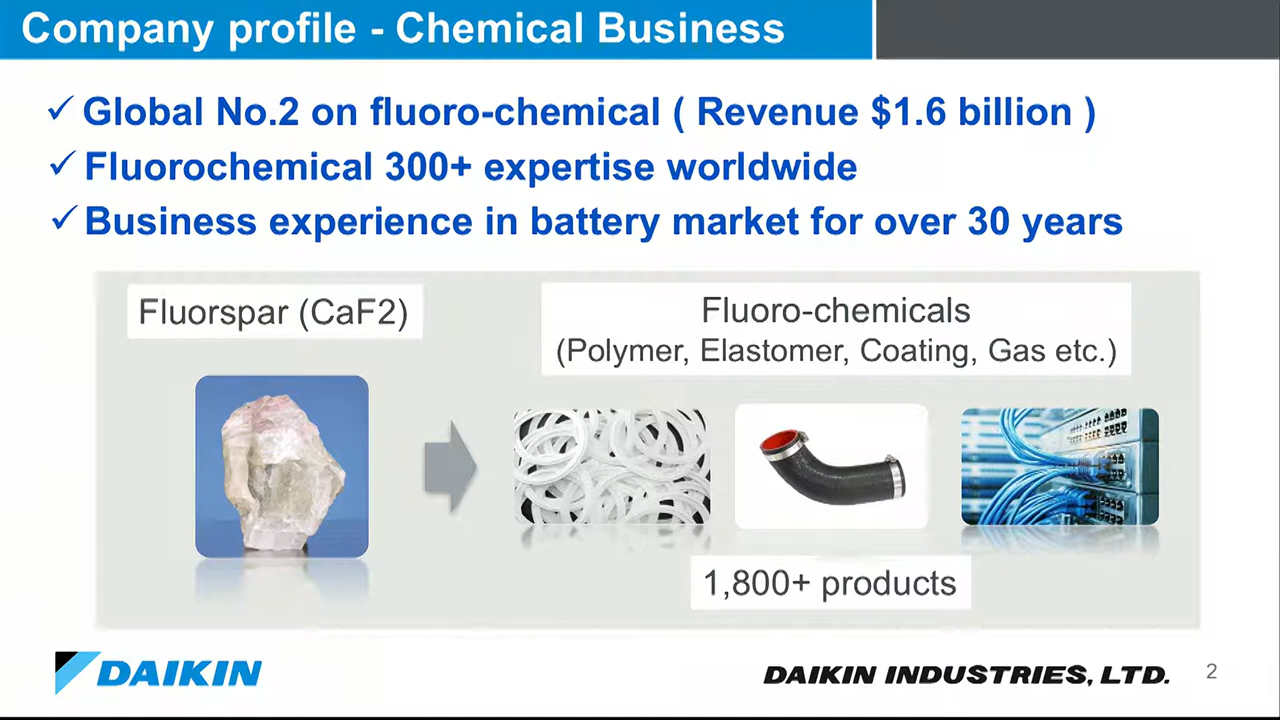 Company profile - Chemical Business
✓ Global No.2 on fluoro-chemical ( Revenue $1.6 billion )
✓ Fluorochemical 300+ expertise worldwide
✓ Business experience in battery market for over 30 years
Fluorspar (CaF2)
Fluoro-chemicals
(Polymer, Elastomer, Coating, Gas etc.)
1,800+ products
DAIKIN
DAIKIN INDUSTRIES, LTD.
2